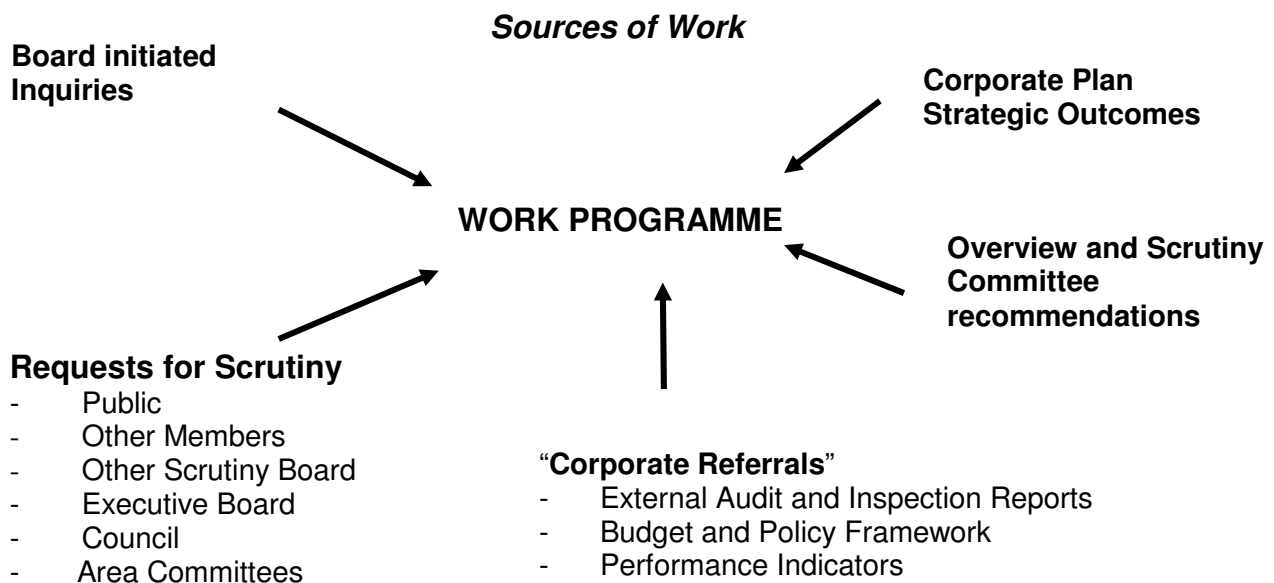 Sources of Work
Board initiated
Inquiries
Corporate Plan
Strategic Outcomes
WORK PROGRAMME
Overview and Scrutiny
Committee
recommendations
Requests for Scrutiny
- Public
- Other Members
- Other Scrutiny Board
- Executive Board
- Council
- Area Committees
“Corporate Referrals”
- External Audit and Inspection Reports
- Budget and Policy Framework
- Performance Indicators